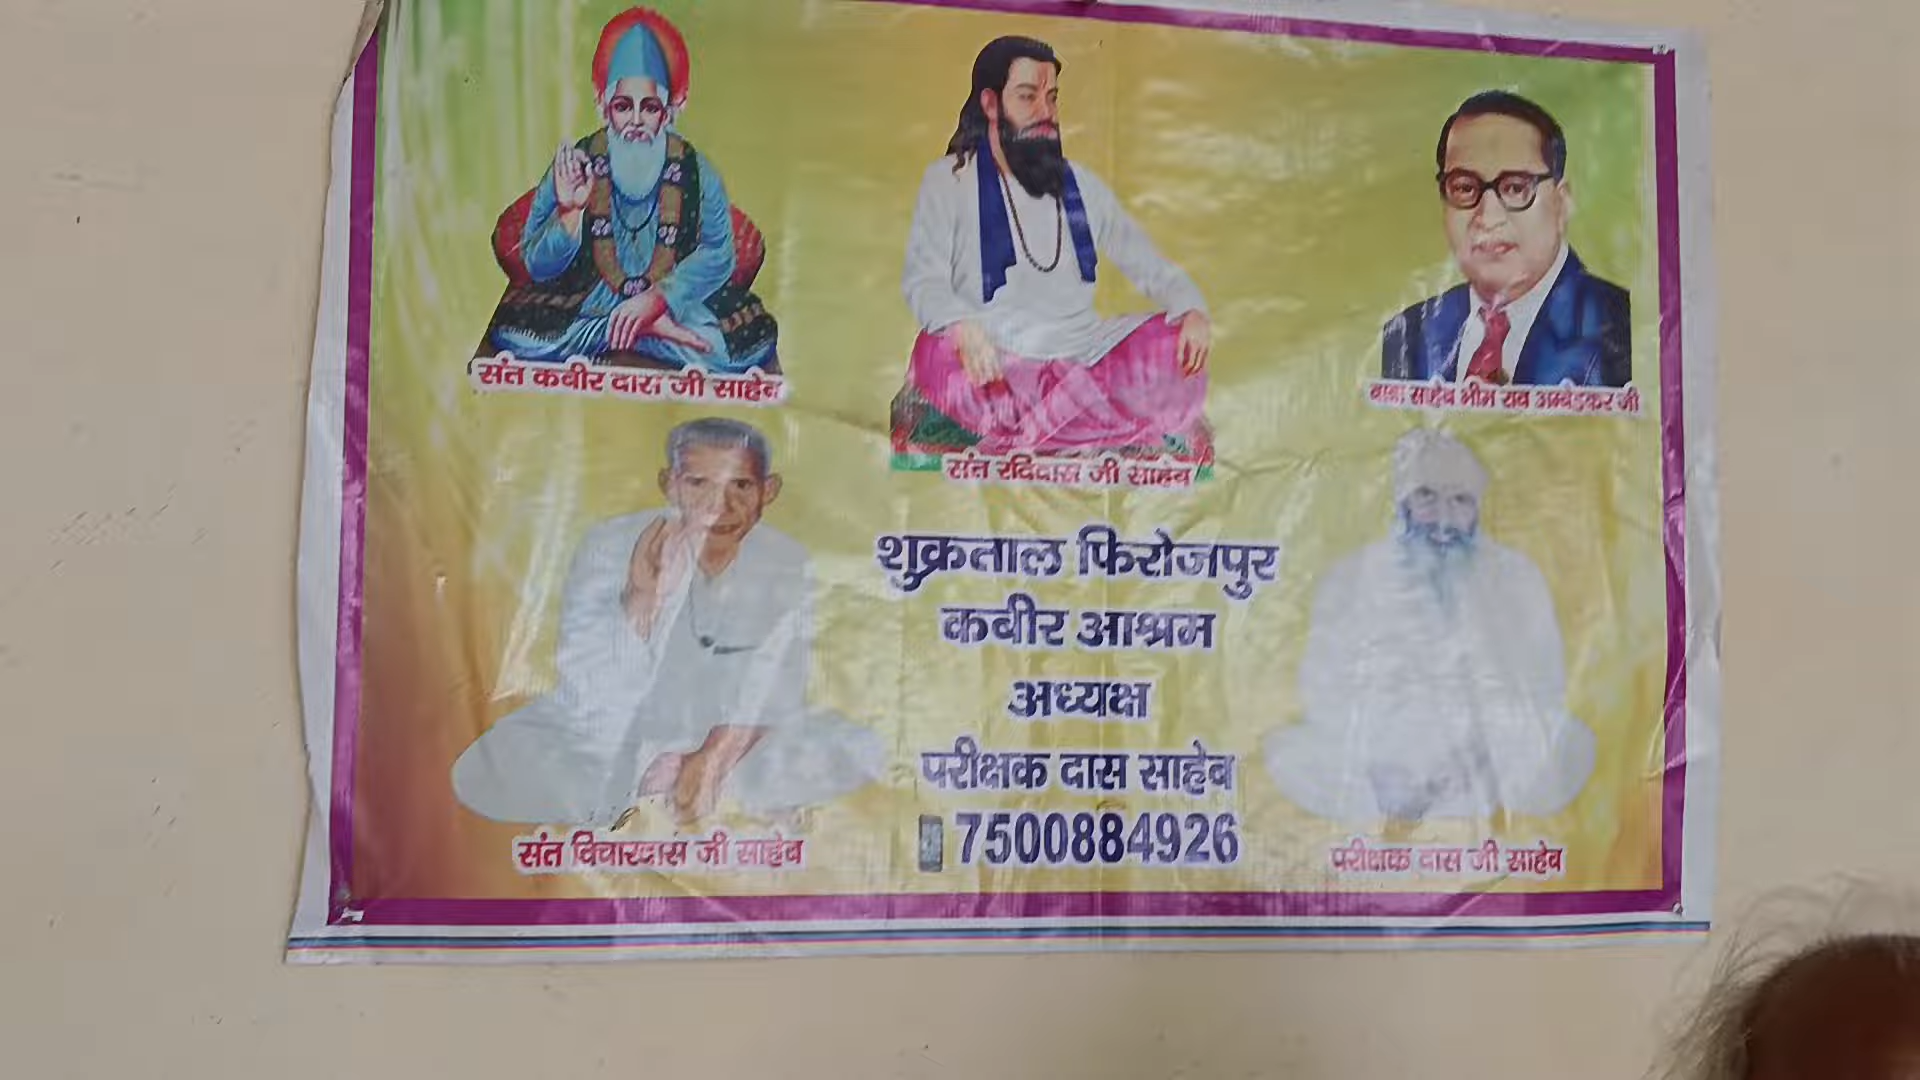 संत कबीर दास जी साहेब
संत रविदास जी साहेब
बाबा साहेब भीम राव अम्बेडकर जी
शुक्रताल फिरोजपुर
कबीर आश्रम
अध्यक्ष
परीक्षक दास साहेब
7500884926
संत विचारदास जी साहेब
परीक्षक दास जी साहेब